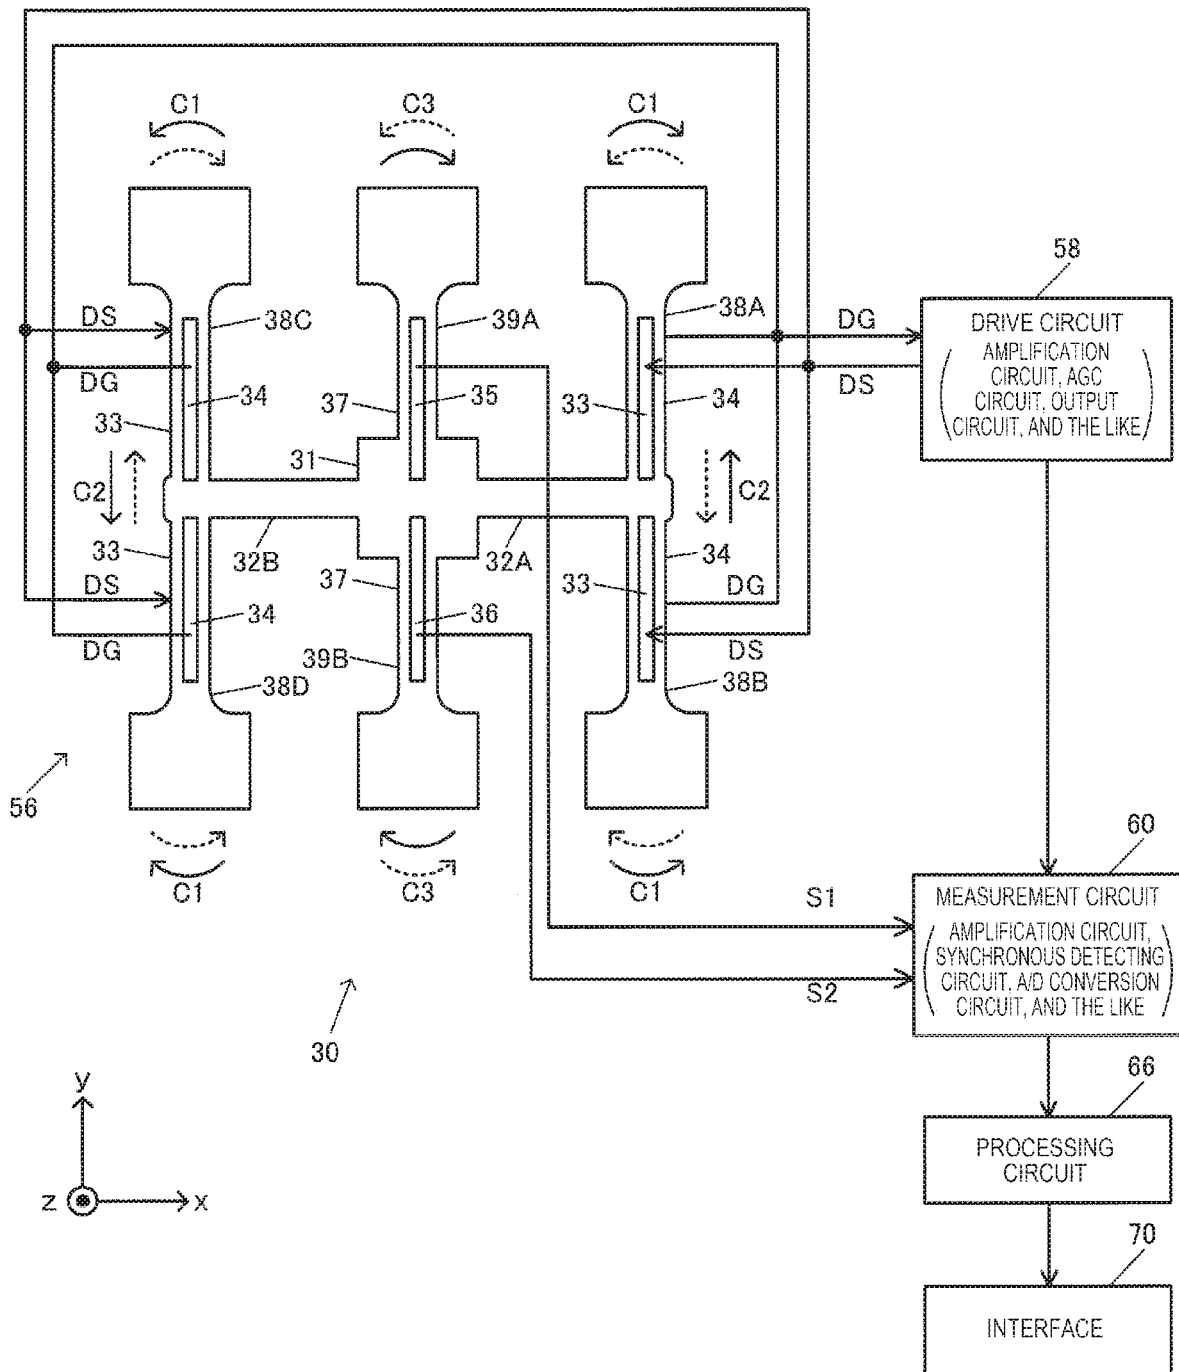 C1
C3
C1
58
DS
38C
39A
38A
DG
DRIVE CIRCUIT
(AMPLIFICATION
CIRCUIT, AGC
CIRCUIT, OUTPUT
CIRCUIT, AND THE LIKE)
DG
34
37
35
33
34
DS
33
31
C2
C2
33
32B
32A
34
DS
37
33
DG
34
36
DG
39B
DS
38D
38B
56
60
C1
C3
C1
S1
MEASUREMENT CIRCUIT
(AMPLIFICATION CIRCUIT,
SYNCHRONOUS DETECTING
CIRCUIT, A/D CONVERSION
CIRCUIT, AND THE LIKE)
S2
30
y
66
z
x
PROCESSING
CIRCUIT
70
INTERFACE